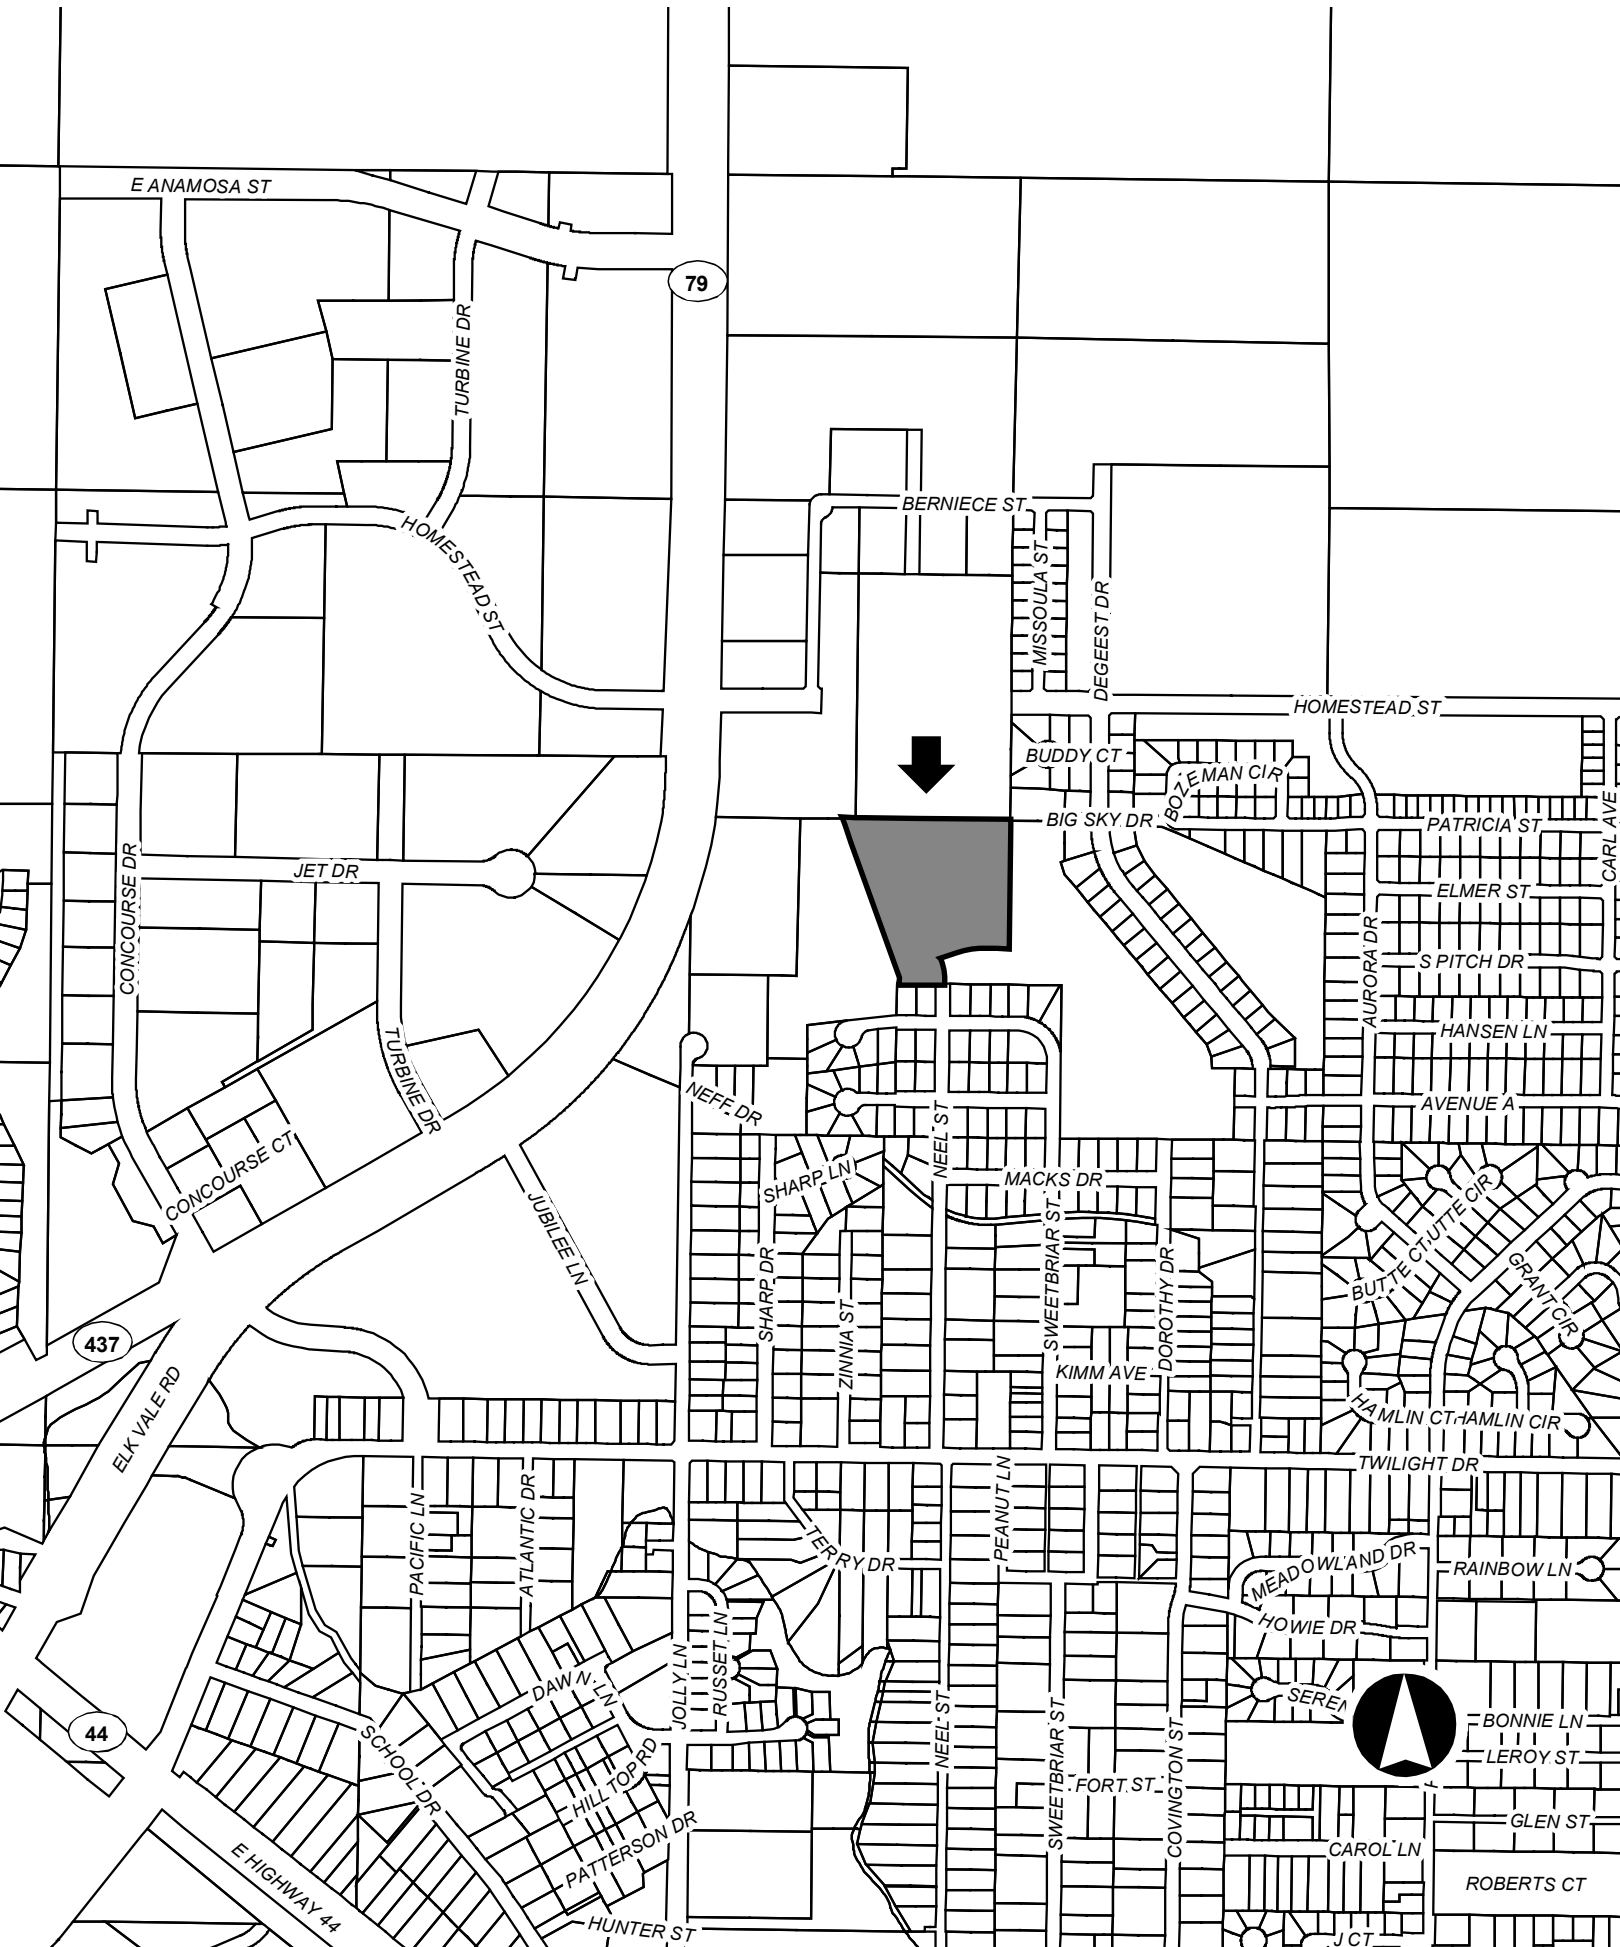 E ANAMOSA ST
79
TURBINE DR
BERNIECE ST
HOMESTEAD ST
MISSOULA ST
DEGEEST DR
HOMESTEAD ST
BUDDY CT
BOZEMAN CIR
BIG SKY DR
PATRICIA ST
CARL AVE
CONCOURSE DR
JET DR
ELMER ST
AURORA DR
S PITCH DR
HANSEN LN
TURBINE DR
NEFF DR
AVENUE A
NEEL ST
CONCOURSE CT
SHARP LN
MACKS DR
JUBILEE LN
SHARP DR
ZINNIA ST
SWEETBRIAR ST
DOROTHY DR
BUTTE CT
UTTE CIR
GRANT CIR
437
ELK VALE RD
KIMM AVE
HAMLIN CT
HAMLIN CIR
TWILIGHT DR
PACIFIC LN
ATLANTIC DR
PEANUT LN
TERRY DR
MEADOWLAND DR
RAINBOW LN
HOWIE DR
DAWN LN
JOLLY LN
RUSSET LN
SEREN
44
SCHOOL DR
HILL TOP RD
NEEL ST
SWEETBRIAR ST
COVINGTON ST
BONNIE LN
LEROY ST
FORT ST
GLEN ST
PATTERSON DR
CAROL LN
E HIGHWAY 44
ROBERTS CT
HUNTER ST
J CT